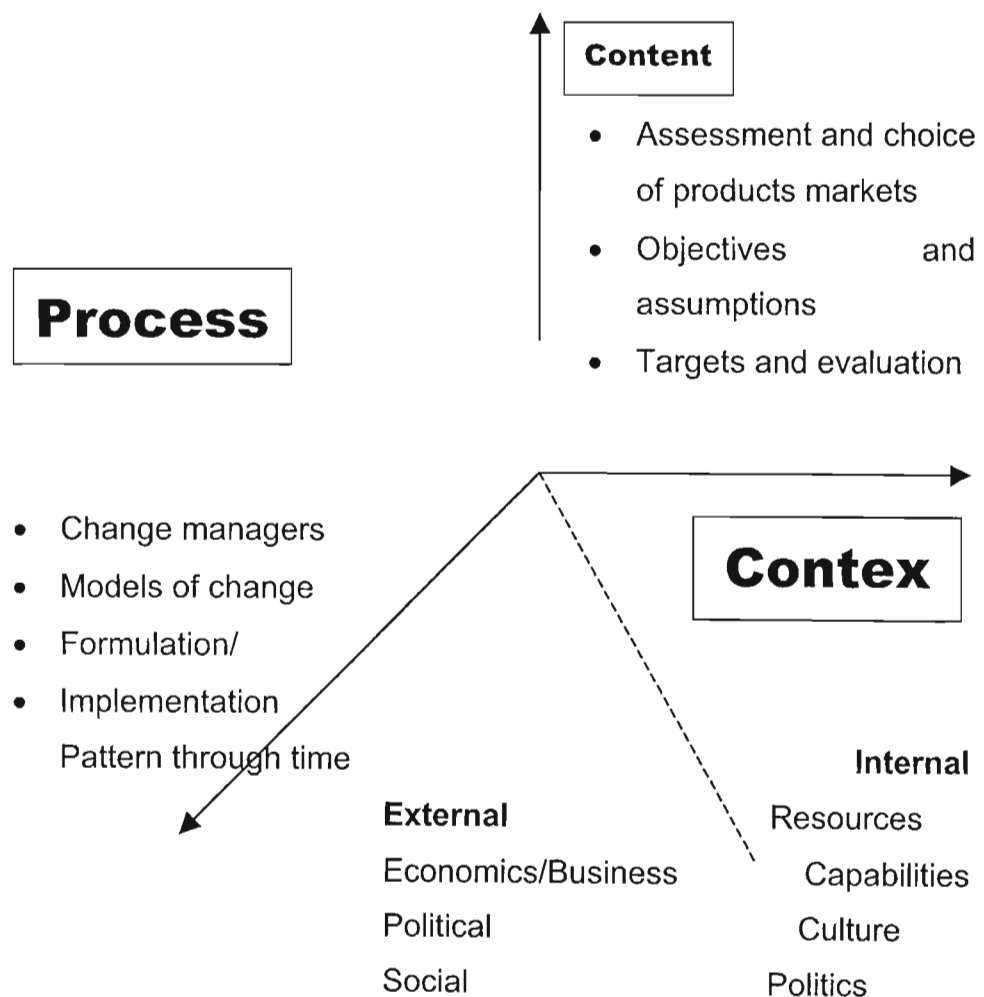 Content
• Assessment and choice
of products markets
• Objectives and
assumptions
• Targets and evaluation
Process
• Change managers
• Models of change
• Formulation/
• Implementation
Pattern through time
Contex
External
Economics/Business
Political
Social
Internal
Resources
Capabilities
Culture
Politics